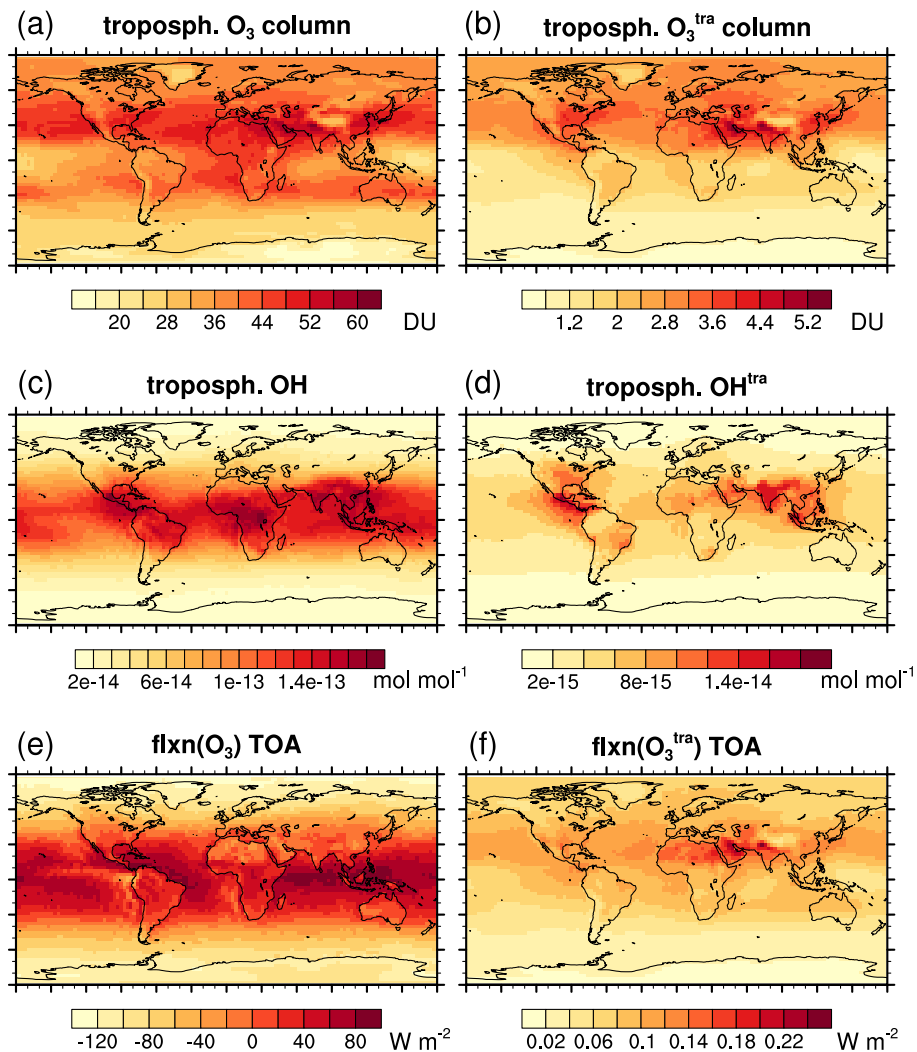 (a) troposph. O₃ column
20 28 36 44 52 60 DU
(b) troposph. O₃ᵗʳᵃ column
1.2 2 2.8 3.6 4.4 5.2 DU
(c) troposph. OH
2e-14 6e-14 1e-13 1.4e-13 mol mol⁻¹
(d) troposph. OHᵗʳᵃ
2e-15 8e-15 1.4e-14 mol mol⁻¹
(e) flxn(O₃) TOA
-120 -80 -40 0 40 80 W m⁻²
(f) flxn(O₃ᵗʳᵃ) TOA
0.02 0.06 0.1 0.14 0.18 0.22 W m⁻²